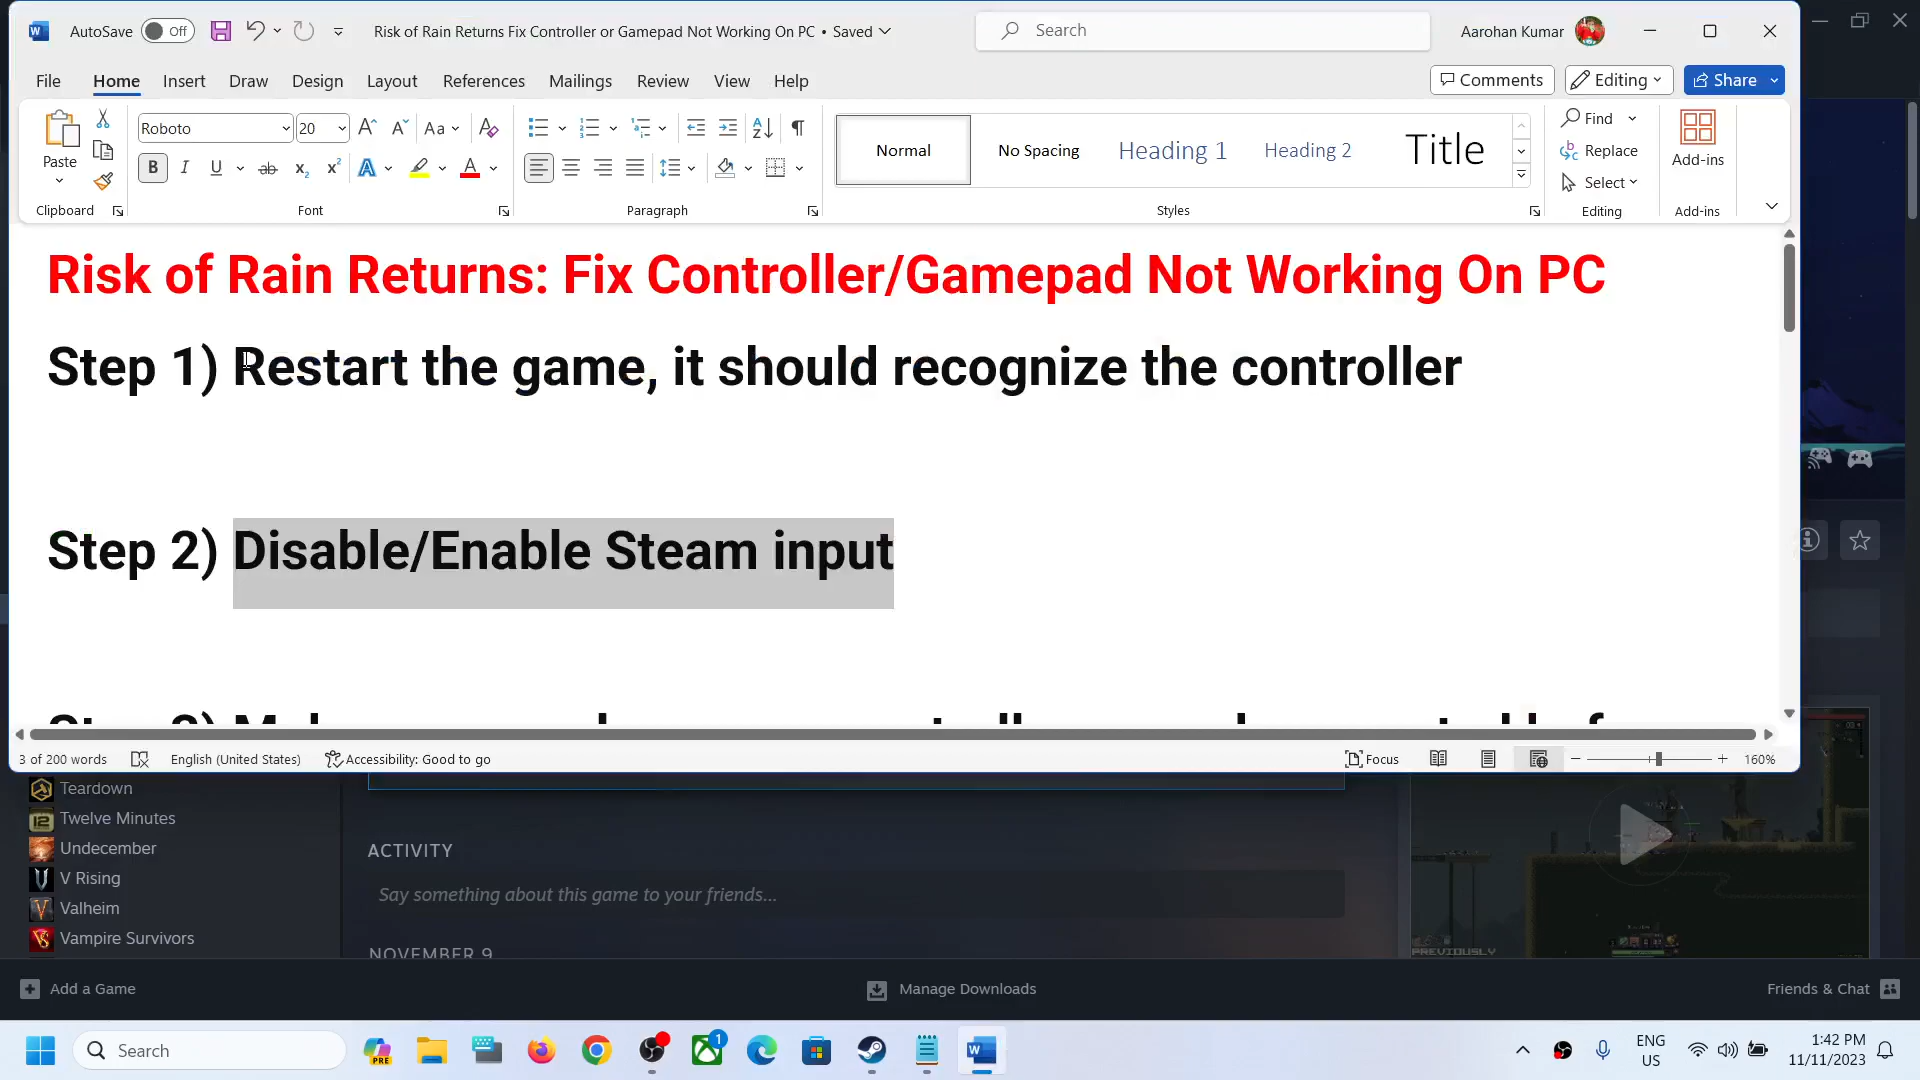 AutoSave Off Risk of Rain Returns Fix Controller or Gamepad Not Working On PC • Saved Search Aarohan Kumar
File Home Insert Draw Design Layout References Mailings Review View Help Comments Editing Share
Paste Roboto 20 Normal No Spacing Heading 1 Heading 2 Title Find Replace Select Add-ins
Clipboard Font Paragraph Styles Editing Add-ins
Risk of Rain Returns: Fix Controller/Gamepad Not Working On PC
Step 1) Restart the game, it should recognize the controller
Step 2) Disable/Enable Steam input
3 of 200 words English (United States) Accessibility: Good to go Focus 160%
Teardown
Twelve Minutes
Undecember
V Rising
Valheim
Vampire Survivors
ACTIVITY
Say something about this game to your friends...
NOVEMBER 9
PREVIOUSLY
Add a Game Manage Downloads Friends & Chat
Search ENG US 1:42 PM 11/11/2023